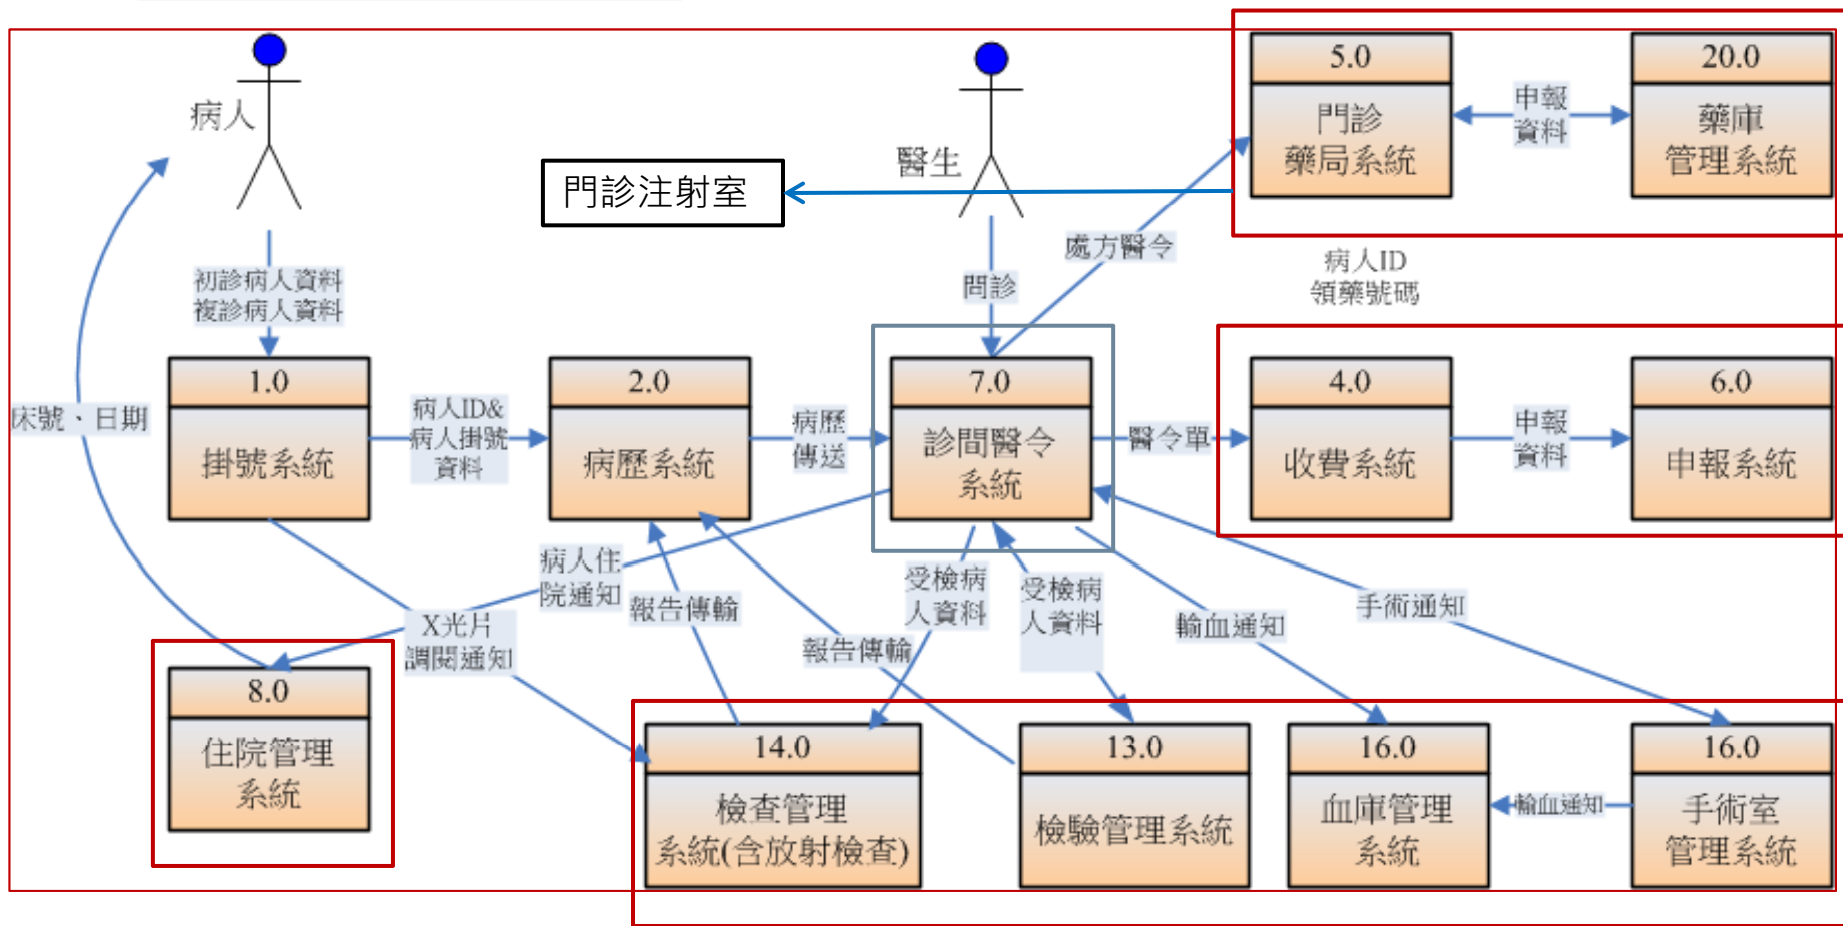 病人
醫生
門診注射室
5.0
門診
藥局系統
申報
資料
20.0
藥庫
管理系統
初診病人資料
複診病人資料
問診
處方醫令
病人ID
領藥號碼
床號、日期
1.0
掛號系統
病人ID&
病人掛號
資料
2.0
病歷系統
病歷
傳送
7.0
診間醫令
系統
醫令單
4.0
收費系統
申報
資料
6.0
申報系統
病人住
院通知
X光片
調閱通知
報告傳輸
報告傳輸
受檢病
人資料
受檢病
人資料
輸血通知
手術通知
8.0
住院管理
系統
14.0
檢查管理
系統(含放射檢查)
13.0
檢驗管理系統
16.0
血庫管理
系統
輸血通知
16.0
手術室
管理系統